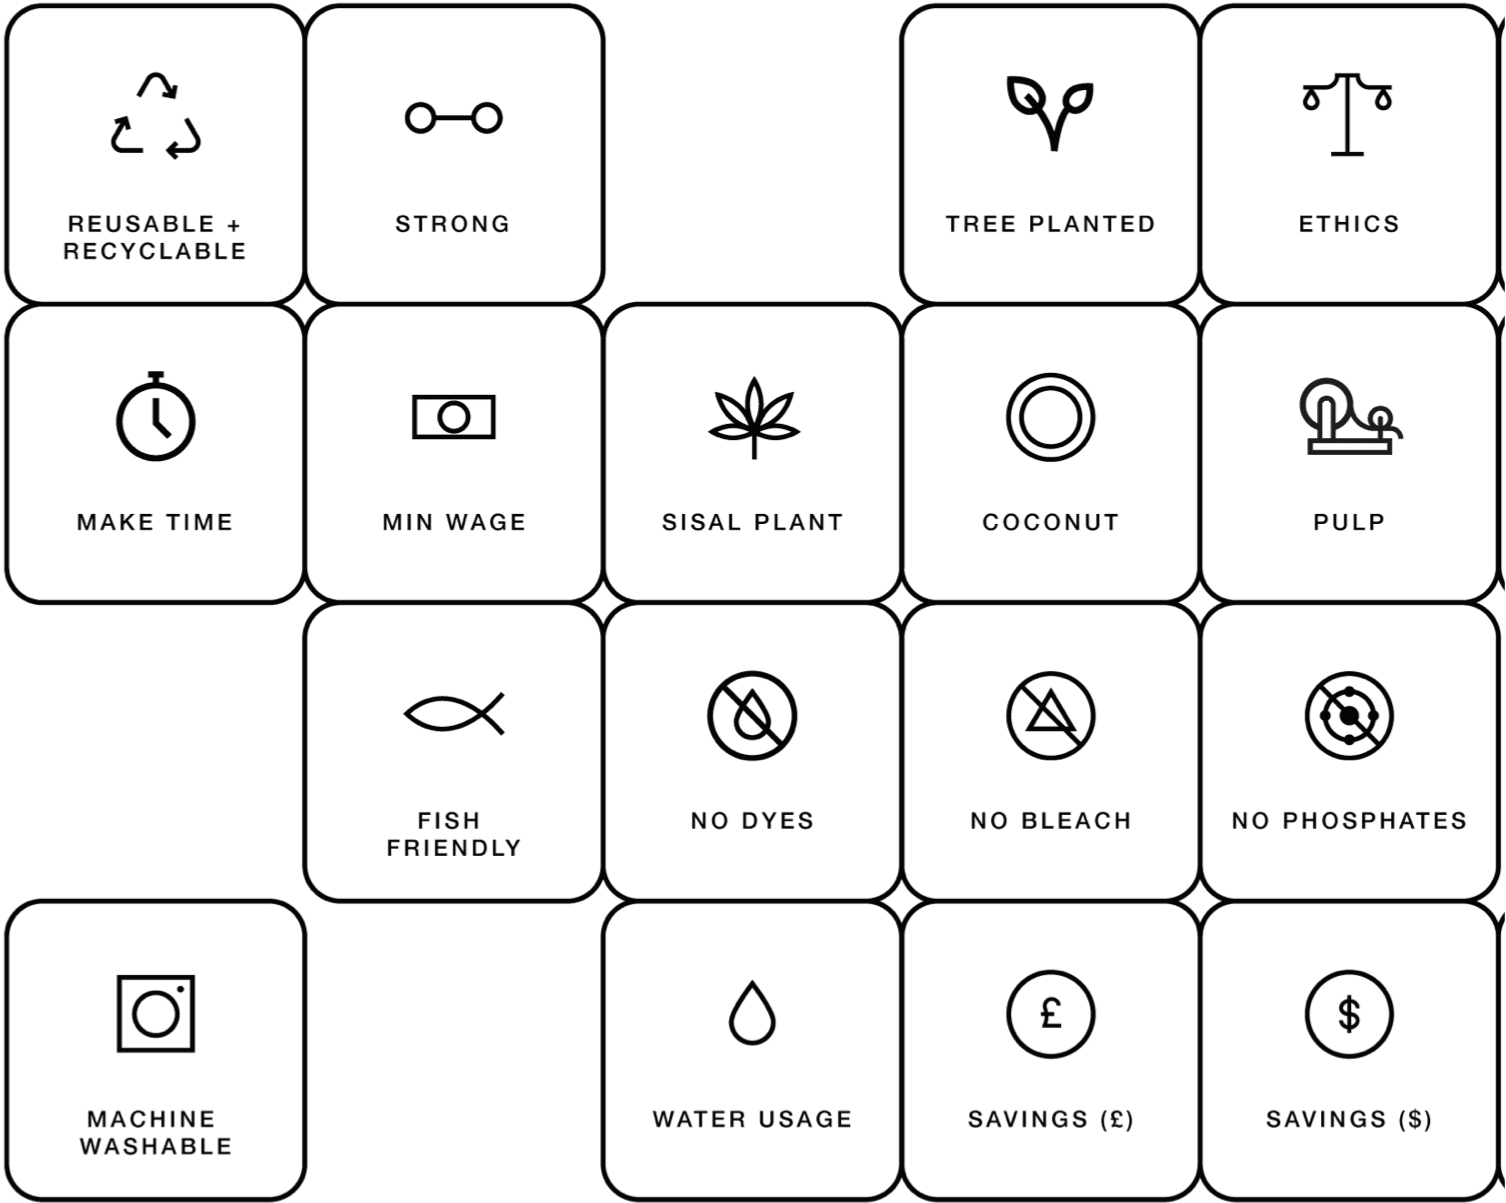 REUSABLE +
RECYCLABLE
STRONG
TREE PLANTED
ETHICS
MAKE TIME
MIN WAGE
SISAL PLANT
COCONUT
PULP
FISH
FRIENDLY
NO DYES
NO BLEACH
NO PHOSPHATES
MACHINE
WASHABLE
WATER USAGE
£
SAVINGS (£)
$
SAVINGS ($)